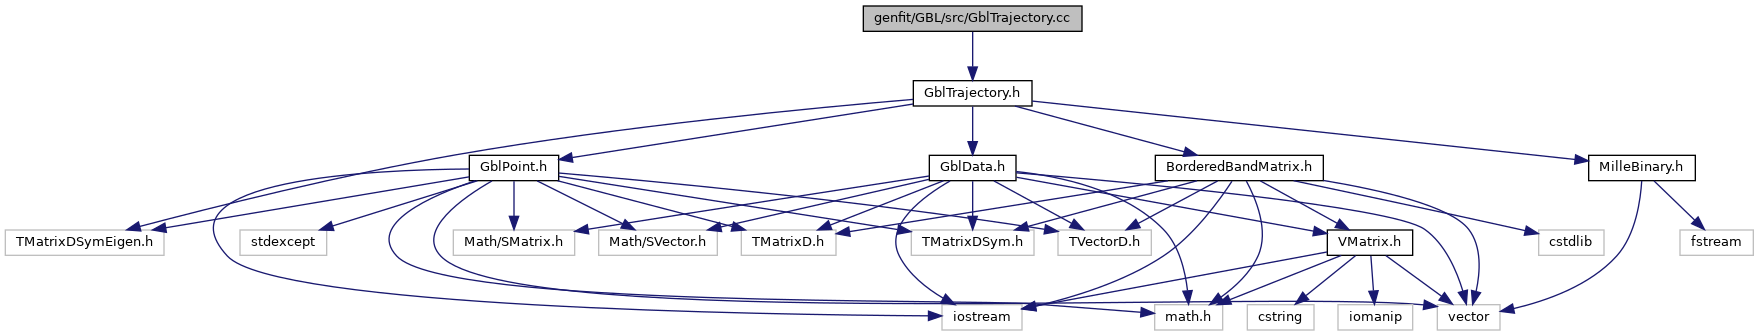 genfit/GBL/src/GblTrajectory.cc
GblTrajectory.h
GblPoint.h
GblData.h
BorderedBandMatrix.h
MilleBinary.h
TMatrixDSymEigen.h
stdexcept
Math/SMatrix.h
Math/SVector.h
TMatrixD.h
TMatrixDSym.h
TVectorD.h
VMatrix.h
cstdlib
fstream
iostream
math.h
cstring
iomanip
vector